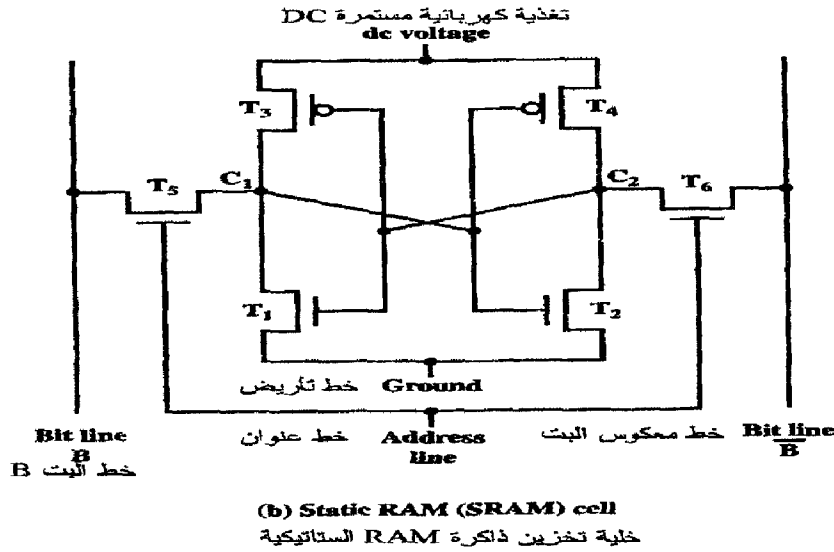 تغذية كهربائية مستمرة DC
dc voltage
T3
T4
T5
C1
C2
T6
T1
T2
خط تأريض Ground
Bit line
B
خط البت B
خط عنوان Address
line
خط معكوس البت
Bit line
B
(b) Static RAM (SRAM) cell
خلية تخزين ذاكرة RAM الستاتيكية